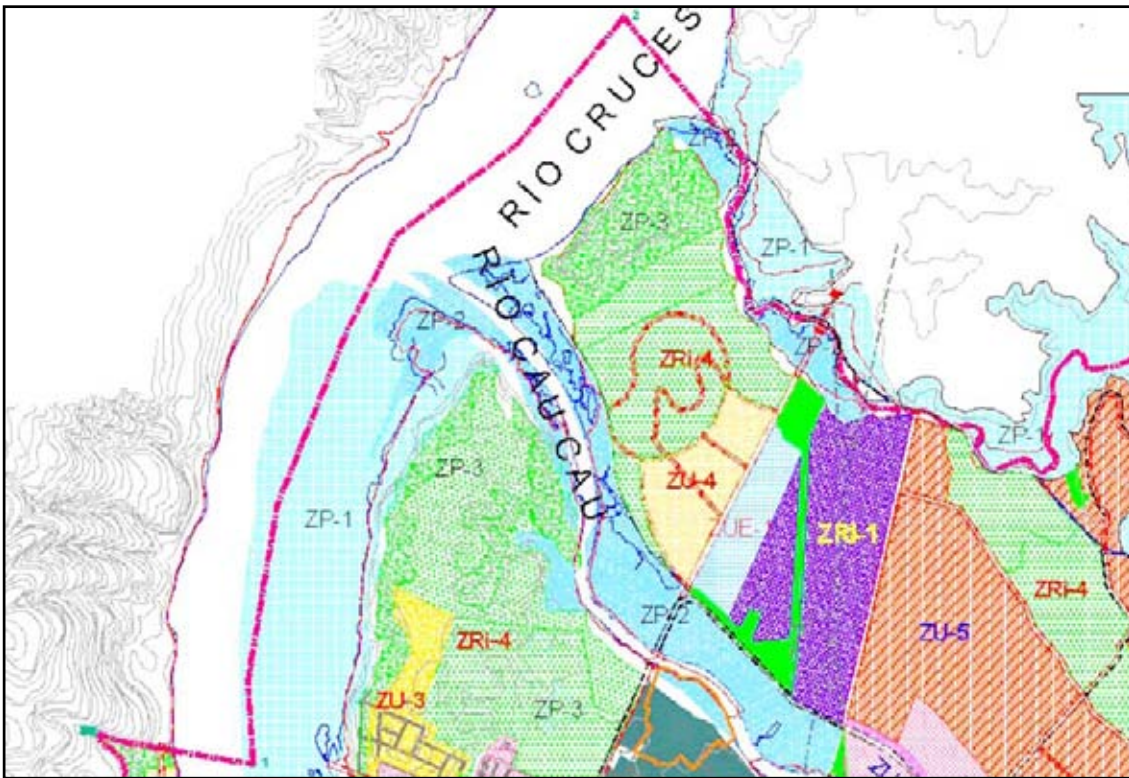 2
RÍO CRUCES
ZP-3
ZP-1
RÍO CAU CAU
ZP-2
ZRI-4
ZP-3
ZU-4
ZP-1
ZRI-1
ZP-1
ZRI-4
ZP-2
ZRI-4
ZU-5
ZU-3
ZP-3
1